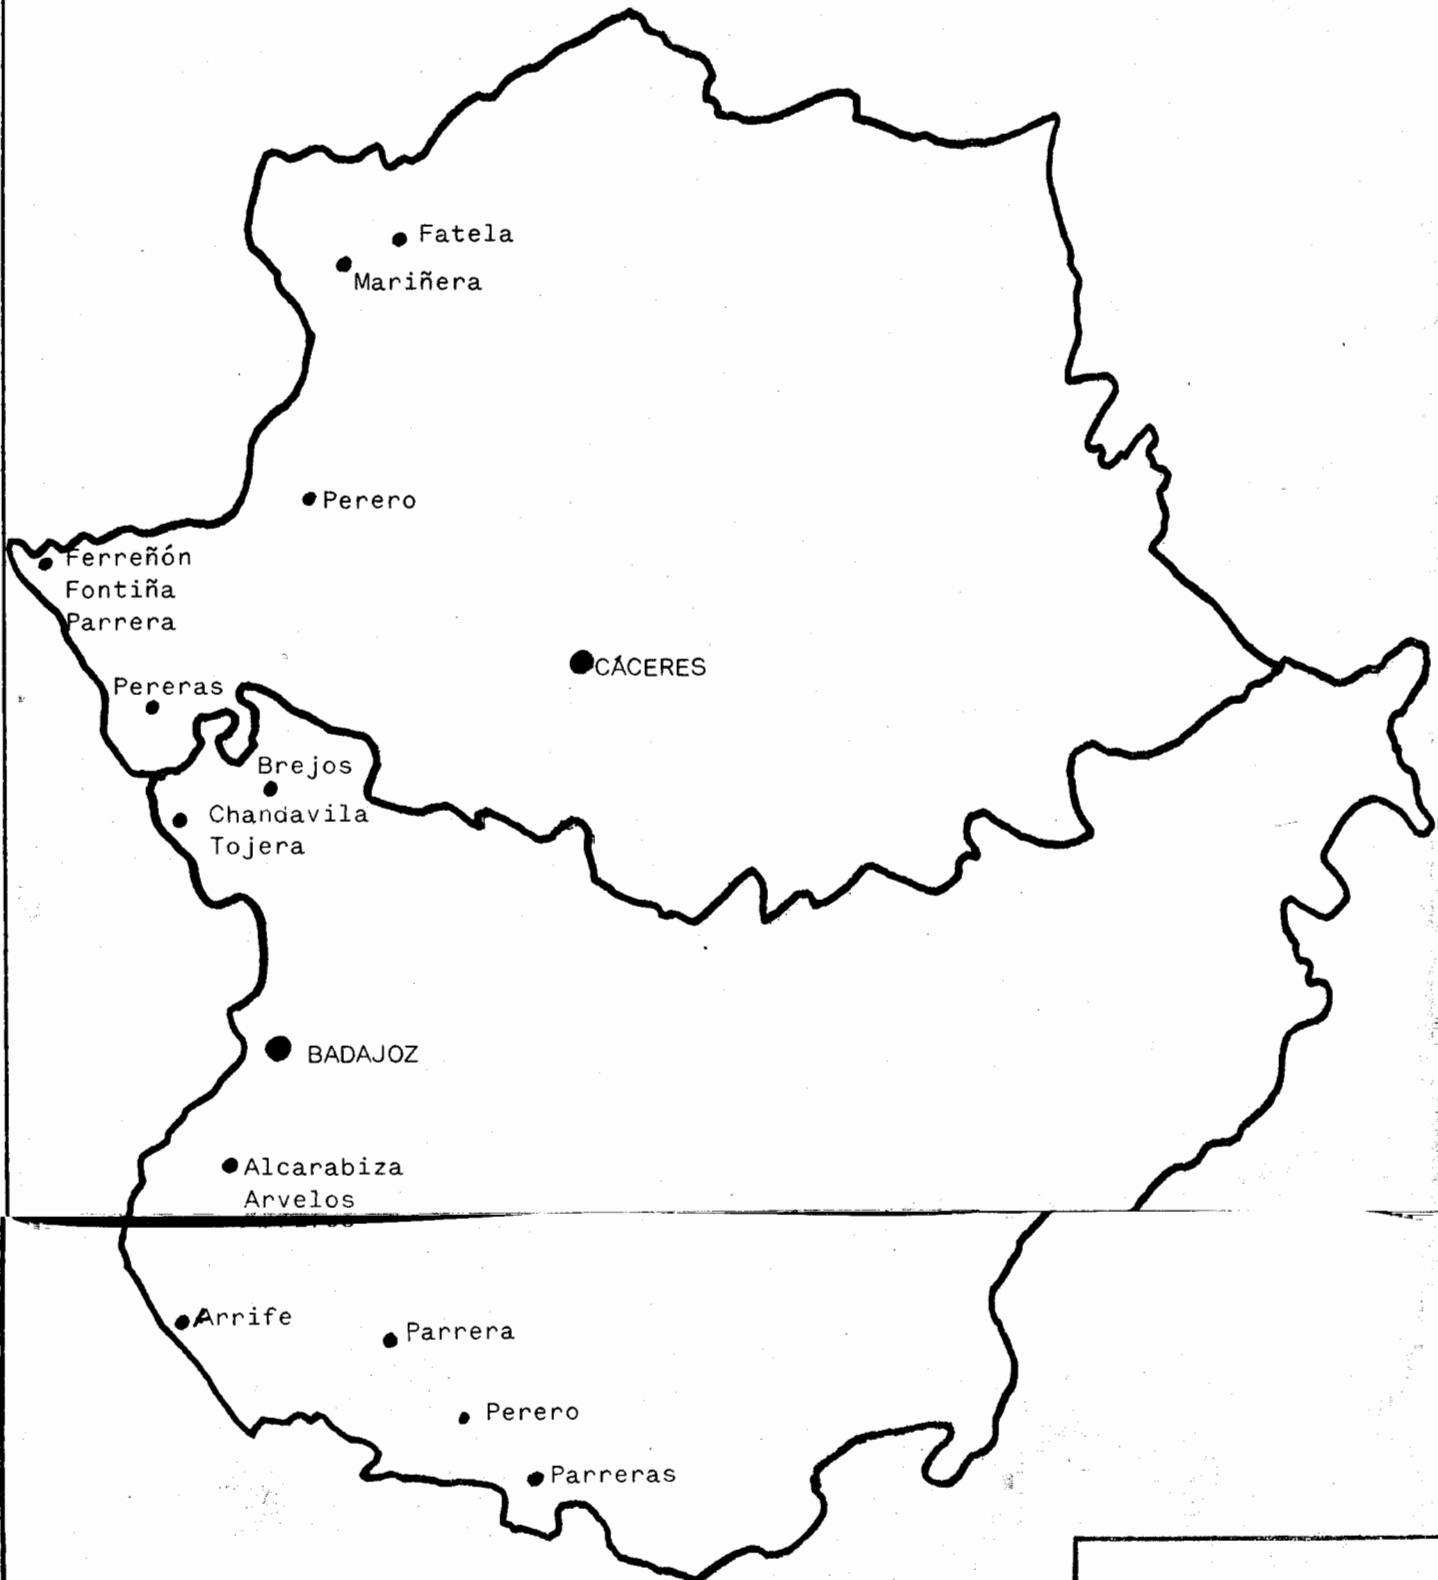 Fatela
Mariñera
Perero
Ferreñón
Fontiña
Parrera
CÁCERES
Pereras
Brejos
Chandavila
Tojera
BADAJOZ
Alcarabiza
Arvelos
Arrife
Parrera
Perero
Parreras